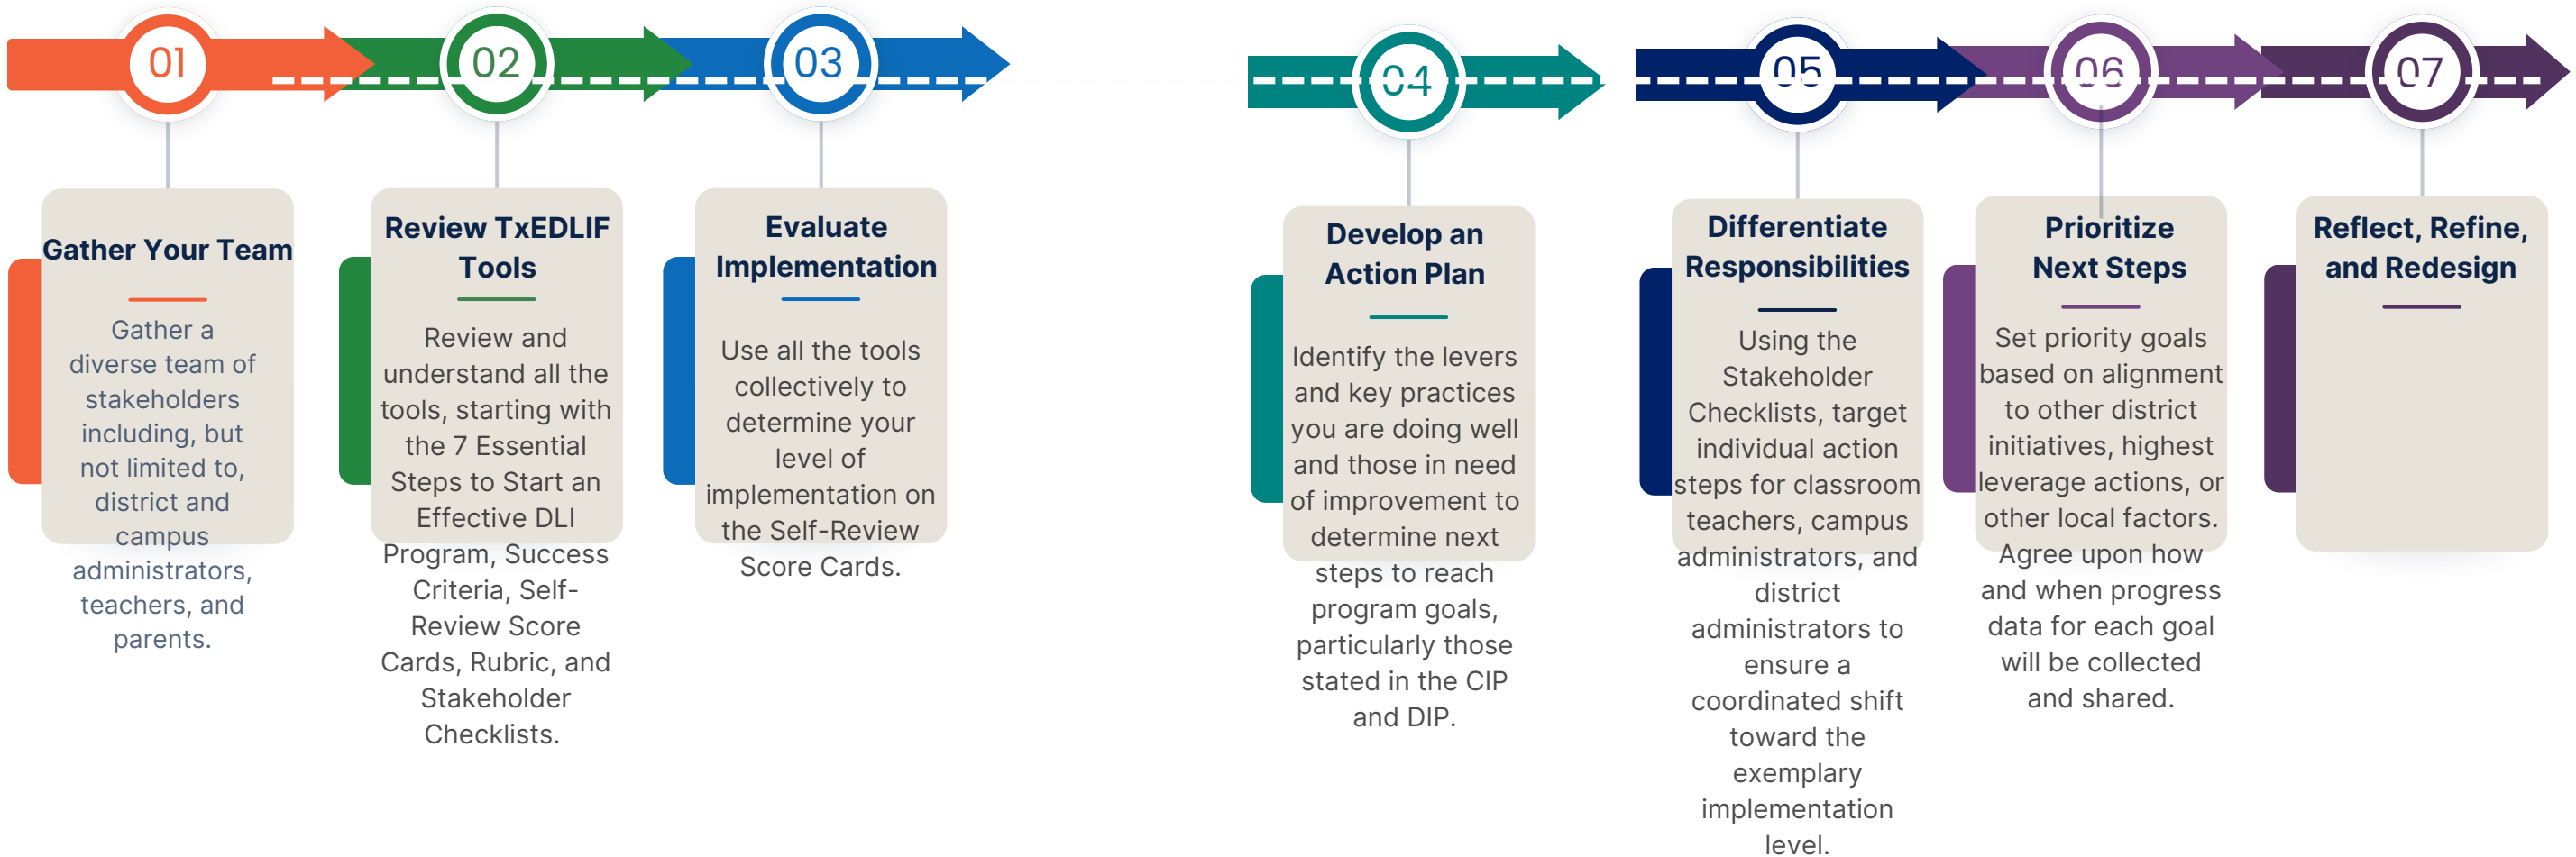 01
Gather Your Team
Gather a
diverse team of
stakeholders
including, but
not limited to,
district and
campus
administrators,
teachers, and
parents.
02
Review TxEDLIF
Tools
Review and
understand all the
tools, starting with
the 7 Essential
Steps to Start an
Effective DLI
Program, Success
Criteria, Self-
Review Score
Cards, Rubric, and
Stakeholder
Checklists.
03
Evaluate
Implementation
Use all the tools
collectively to
determine your
level of
implementation on
the Self-Review
Score Cards.
04
Develop an
Action Plan
Identify the levers
and key practices
you are doing well
and those in need
of improvement to
determine next
steps to reach
program goals,
particularly those
stated in the CIP
and DIP.
05
Differentiate
Responsibilities
Using the
Stakeholder
Checklists, target
individual action
steps for classroom
teachers, campus
administrators, and
district
administrators to
ensure a
coordinated shift
toward the
exemplary
implementation
level.
06
Prioritize
Next Steps
Set priority goals
based on alignment
to other district
initiatives, highest
leverage actions, or
other local factors.
Agree upon how
and when progress
data for each goal
will be collected
and shared.
07
Reflect, Refine,
and Redesign